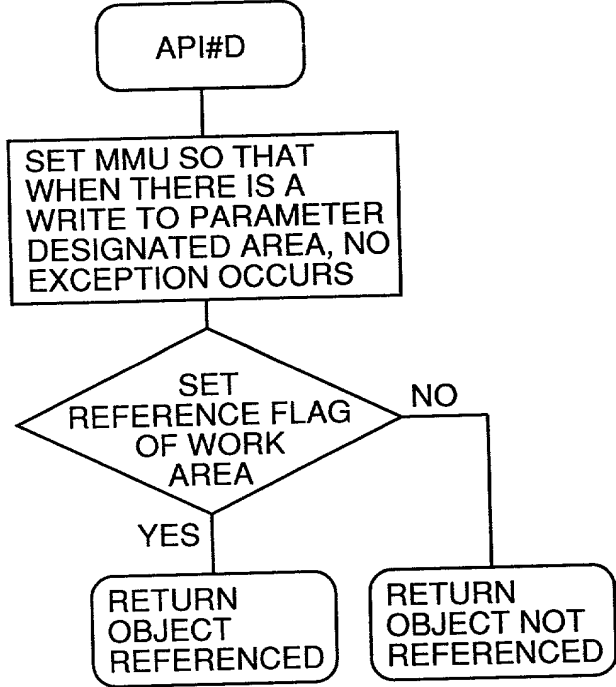 API#D
SET MMU SO THAT
WHEN THERE IS A
WRITE TO PARAMETER
DESIGNATED AREA, NO
EXCEPTION OCCURS
SET
REFERENCE FLAG
OF WORK
AREA
NO
YES
RETURN
OBJECT
REFERENCED
RETURN
OBJECT NOT
REFERENCED